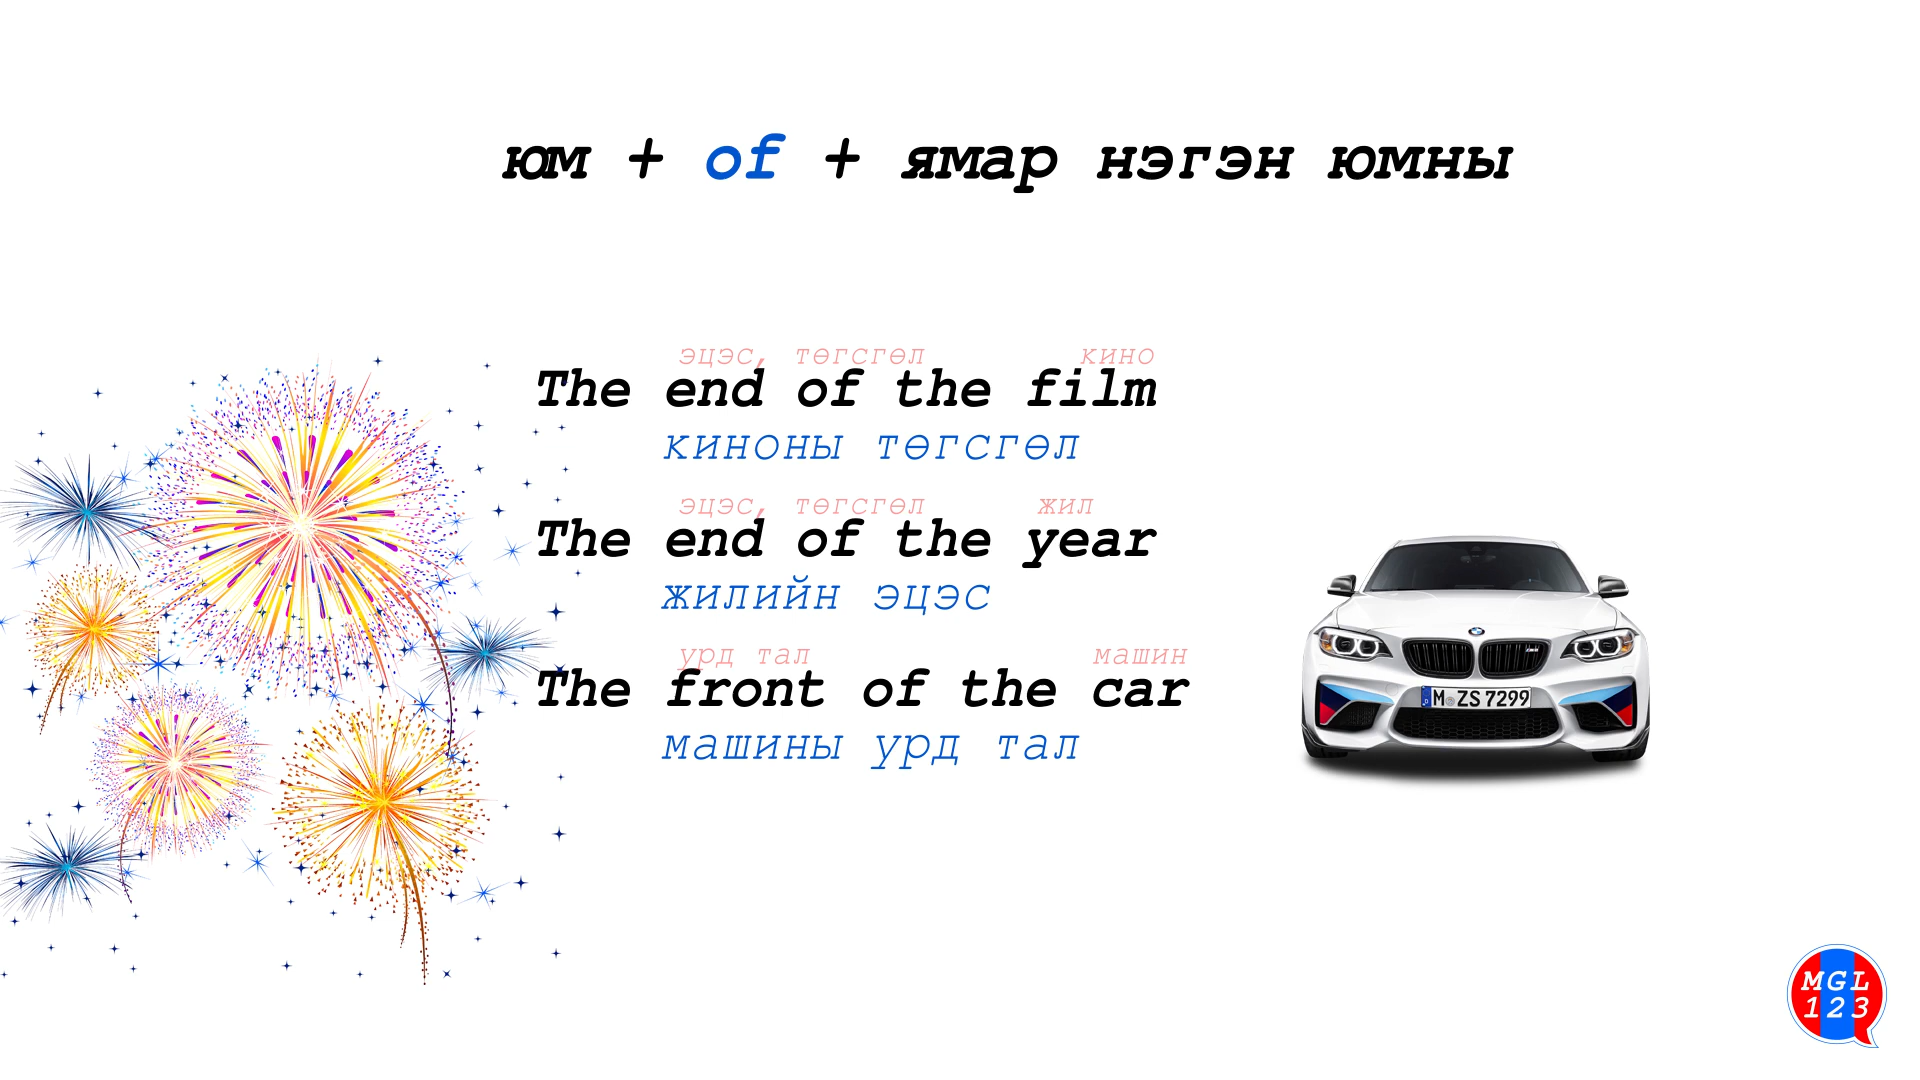 юм + of + ямар нэгэн юмны
эцэс, төгсгөл кино
The end of the film
киноны төгсгөл
эцэс, төгсгөл жил
The end of the year
жилийн эцэс
урд тал машин
The front of the car
машины урд тал
M ZS 7299
MGL
123